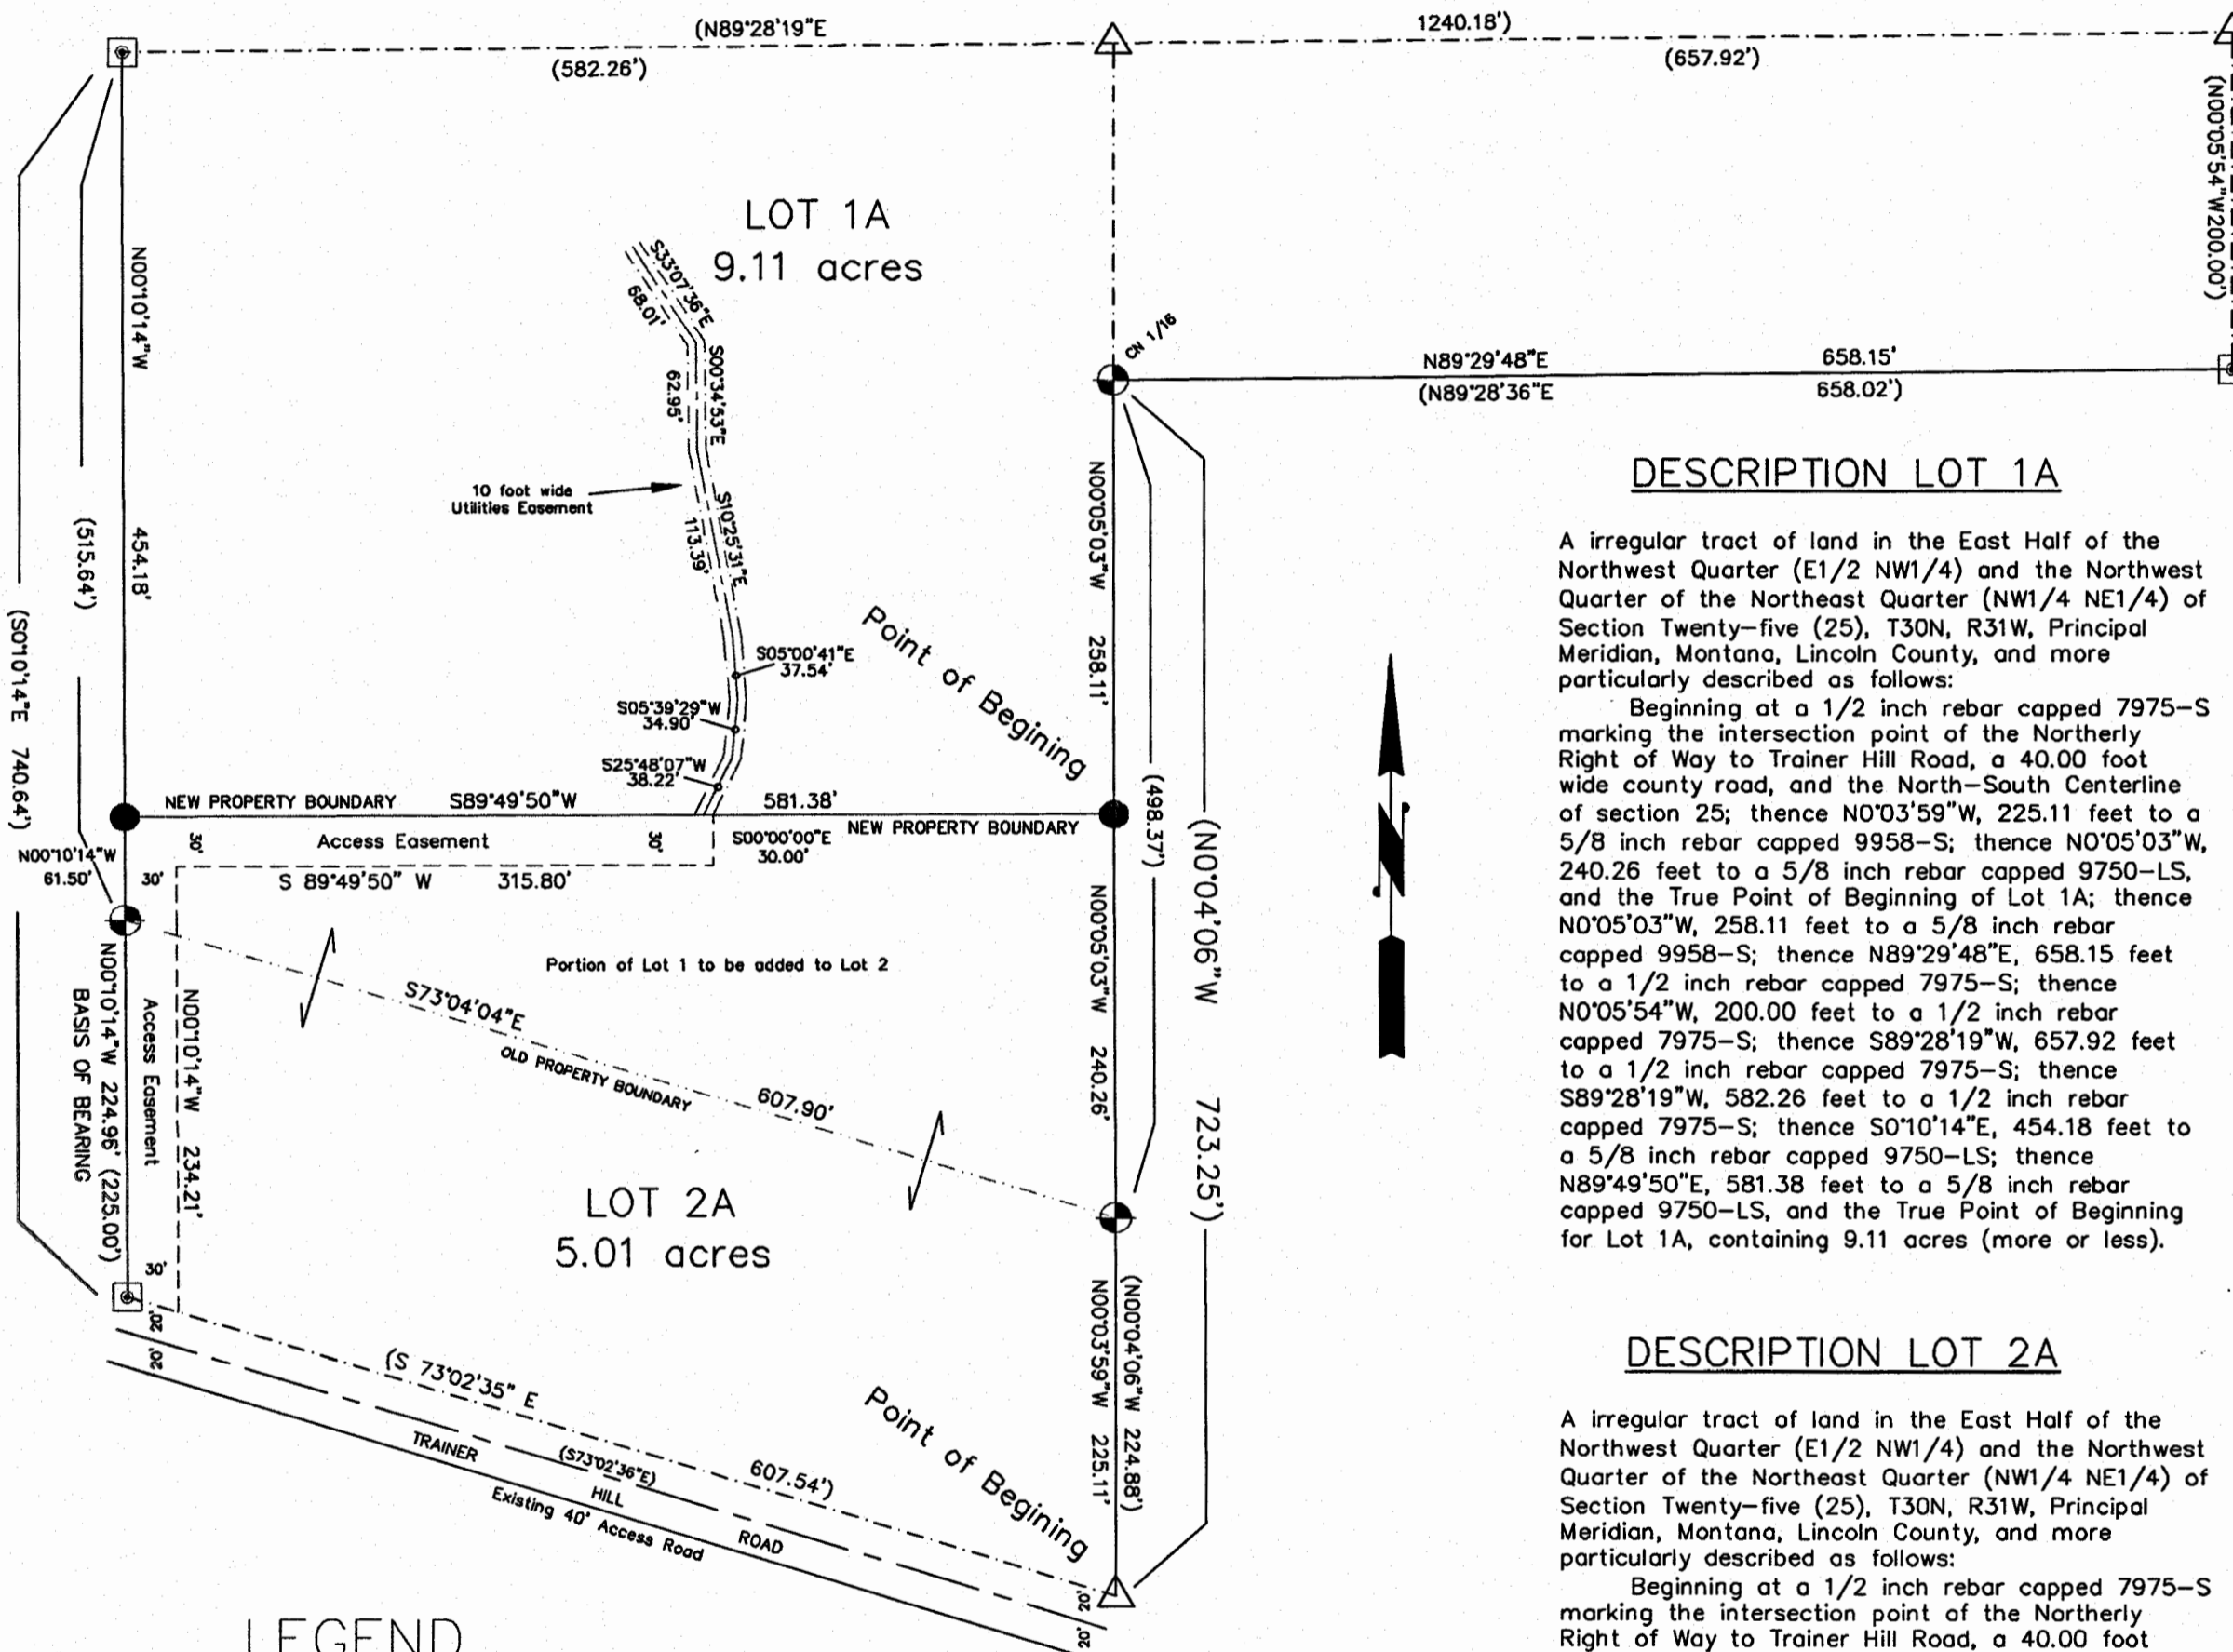 (N89°28'19"E
1240.18')
(582.26')
(657.92')
(N00°05'54"W200.00')
LOT 1A
9.11 acres
S33°07'36"E
68.01'
S00°34'53"E
62.95'
10 foot wide
Utilities Easement
S10°25'31"E
113.39'
S05°00'41"E
37.54'
S05°39'29"W
34.90'
S25°48'07"W
38.22'
N00°10'14"W
454.18'
(515.64')
(S0°10'14"E 740.64')
CN 1/16
N89°29'48"E 658.15'
(N89°28'36"E 658.02')
N00°05'03"W 258.11'
Point of Begining
(498.37')
(N0°04'06"W 723.25')
NEW PROPERTY BOUNDARY S89°49'50"W 581.38'
NEW PROPERTY BOUNDARY
30' Access Easement 30'
S00°00'00"E
30.00'
N00°10'14"W
61.50'
30'
S 89°49'50" W 315.80'
Portion of Lot 1 to be added to Lot 2
N00°05'03"W 240.26'
S73°04'04"E
607.90'
OLD PROPERTY BOUNDARY
N00°10'14"W 224.96' (225.00')
BASIS OF BEARING
Access Easement
N00°10'14"W 234.21'
30'
LOT 2A
5.01 acres
20'
20'
(S 73°02'35" E
607.54')
(S73°02'36"E)
TRAINER HILL ROAD
Existing 40' Access Road
Point of Begining
(N00°04'06"W 224.88')
N00°03'59"W 225.11'
20'
20'
LEGEND
N
DESCRIPTION LOT 1A
A irregular tract of land in the East Half of the
Northwest Quarter (E1/2 NW1/4) and the Northwest
Quarter of the Northeast Quarter (NW1/4 NE1/4) of
Section Twenty-five (25), T30N, R31W, Principal
Meridian, Montana, Lincoln County, and more
particularly described as follows:
Beginning at a 1/2 inch rebar capped 7975-S
marking the intersection point of the Northerly
Right of Way to Trainer Hill Road, a 40.00 foot
wide county road, and the North-South Centerline
of section 25; thence N0°03'59"W, 225.11 feet to a
5/8 inch rebar capped 9958-S; thence N0°05'03"W,
240.26 feet to a 5/8 inch rebar capped 9750-LS,
and the True Point of Beginning of Lot 1A; thence
N0°05'03"W, 258.11 feet to a 5/8 inch rebar
capped 9958-S; thence N89°29'48"E, 658.15 feet
to a 1/2 inch rebar capped 7975-S; thence
N0°05'54"W, 200.00 feet to a 1/2 inch rebar
capped 7975-S; thence S89°28'19"W, 657.92 feet
to a 1/2 inch rebar capped 7975-S; thence
S89°28'19"W, 582.26 feet to a 1/2 inch rebar
capped 7975-S; thence S0°10'14"E, 454.18 feet to
a 5/8 inch rebar capped 9750-LS; thence
N89°49'50"E, 581.38 feet to a 5/8 inch rebar
capped 9750-LS, and the True Point of Beginning
for Lot 1A, containing 9.11 acres (more or less).
DESCRIPTION LOT 2A
A irregular tract of land in the East Half of the
Northwest Quarter (E1/2 NW1/4) and the Northwest
Quarter of the Northeast Quarter (NW1/4 NE1/4) of
Section Twenty-five (25), T30N, R31W, Principal
Meridian, Montana, Lincoln County, and more
particularly described as follows:
Beginning at a 1/2 inch rebar capped 7975-S
marking the intersection point of the Northerly
Right of Way to Trainer Hill Road, a 40.00 foot